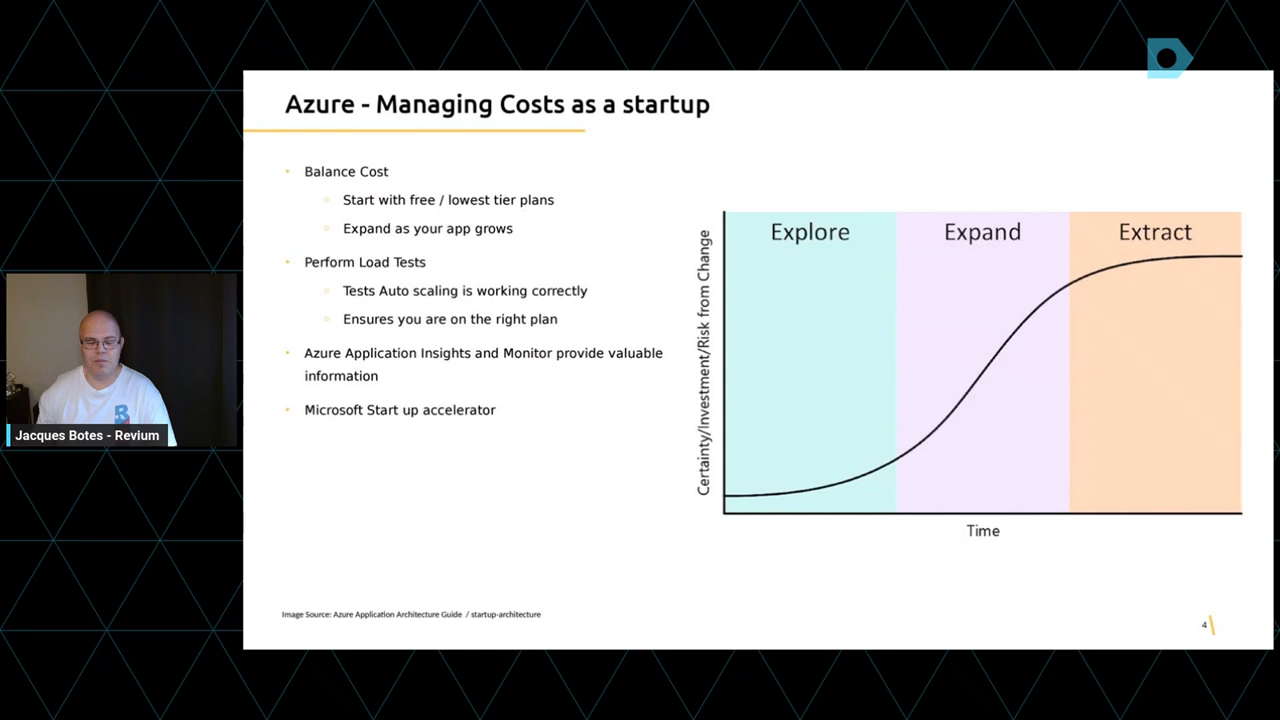 Azure - Managing Costs as a startup
Balance Cost
Start with free / lowest tier plans
Expand as your app grows
Perform Load Tests
Tests Auto scaling is working correctly
Ensures you are on the right plan
Azure Application Insights and Monitor provide valuable
information
Microsoft Start up accelerator
Explore
Expand
Extract
Certainty/Investment/Risk from Change
Time
Jacques Botes - Revium
Image Source: Azure Application Architecture Guide / startup-architecture
4